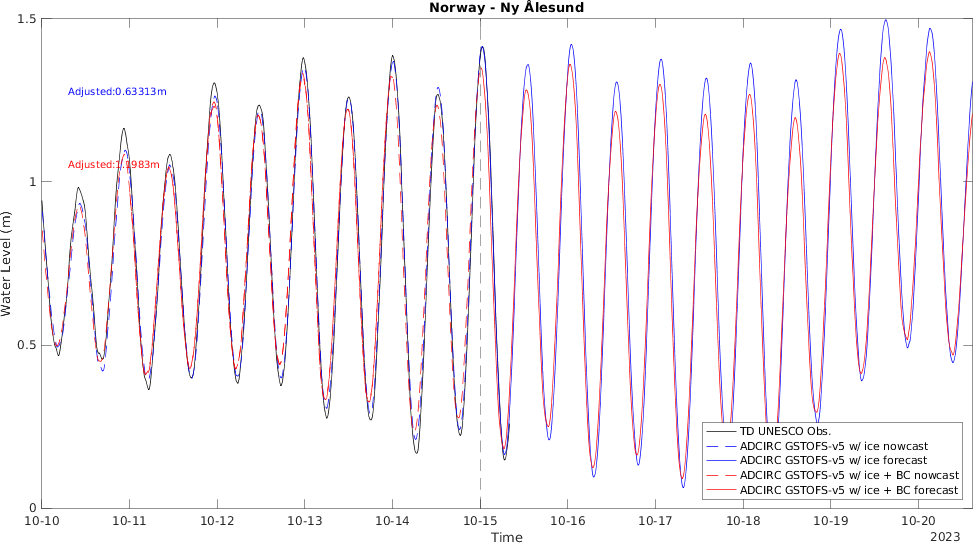 Norway - Ny Ålesund
1.5
1
0.5
0
Water Level (m)
Adjusted:0.63313m
Adjusted:1.1983m
TD UNESCO Obs.
ADCIRC GSTOFS-v5 w/ ice nowcast
ADCIRC GSTOFS-v5 w/ ice forecast
ADCIRC GSTOFS-v5 w/ ice + BC nowcast
ADCIRC GSTOFS-v5 w/ ice + BC forecast
10-10 10-11 10-12 10-13 10-14 10-15 10-16 10-17 10-18 10-19 10-20
Time
2023